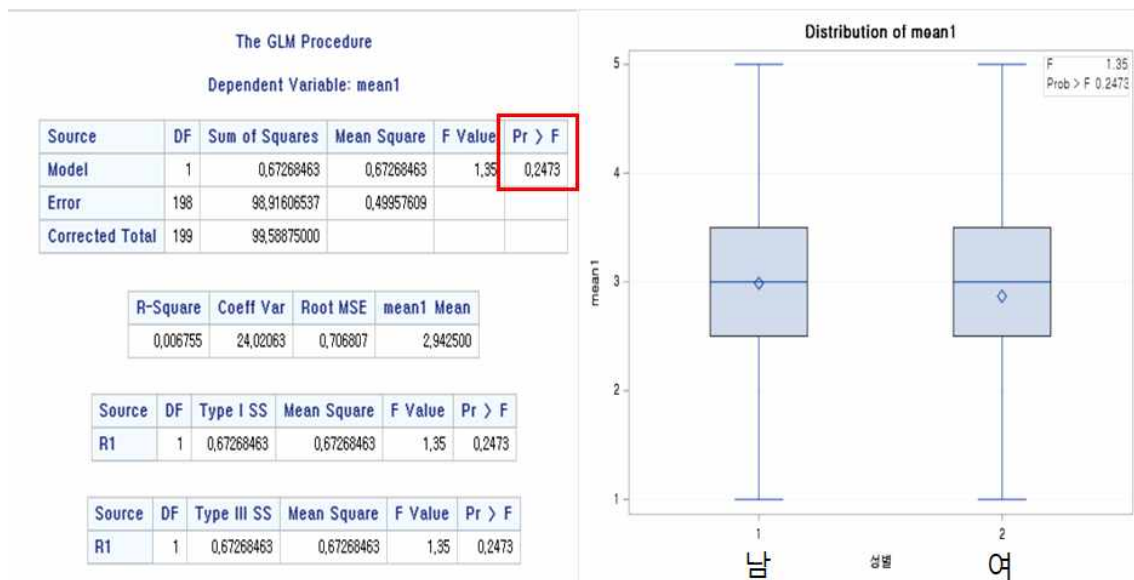 The GLM Procedure
Dependent Variable: mean1
Source DF Sum of Squares Mean Square F Value Pr > F
Model 1 0,67268463 0,67268463 1,35 0,2473
Error 198 98,91606537 0,49957609
Corrected Total 199 99,58875000
R-Square Coeff Var Root MSE mean1 Mean
0,006755 24,02063 0,706807 2,942500
Source DF Type I SS Mean Square F Value Pr > F
R1 1 0,67268463 0,67268463 1,35 0,2473
Source DF Type III SS Mean Square F Value Pr > F
R1 1 0,67268463 0,67268463 1,35 0,2473
Distribution of mean1
F 1.35
Prob > F 0.2473
5
4
3
2
1
mean1
1 2
남 성별 여